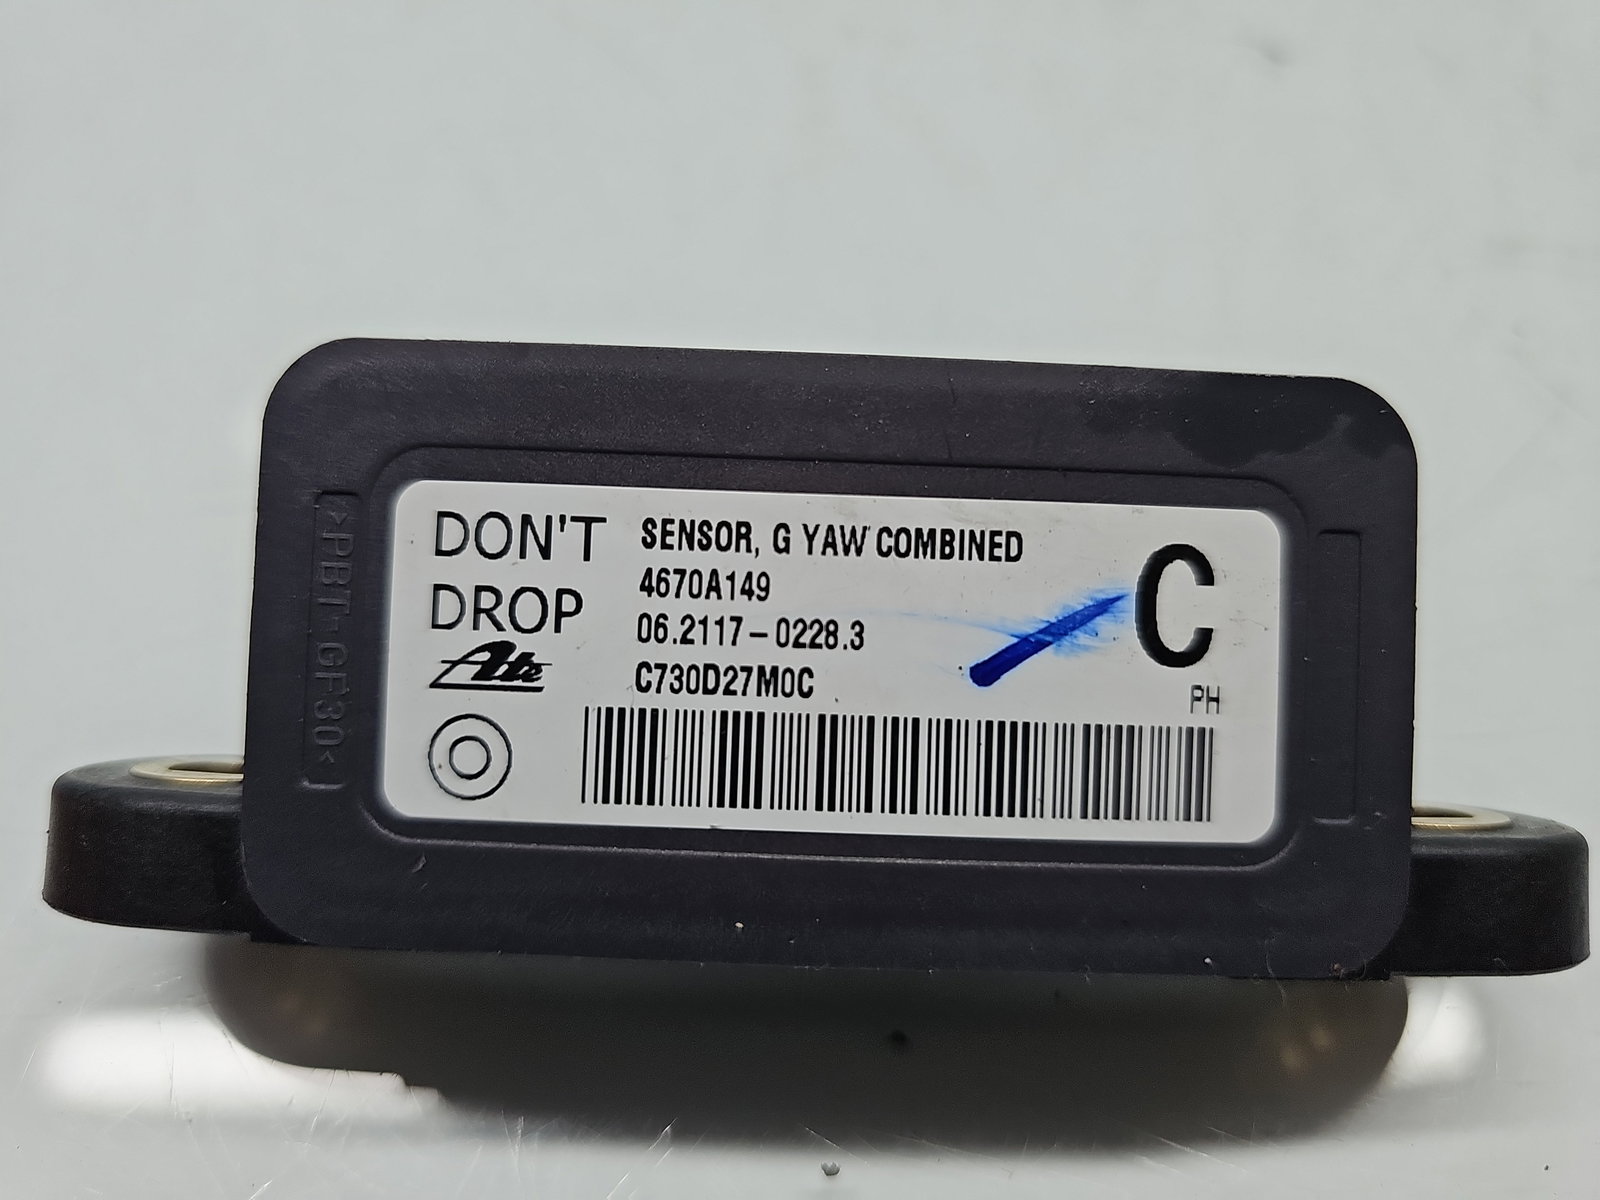 >PBT-GF30<
DON'T
DROP
Ate
SENSOR, G YAW COMBINED
4670A149
06.2117-0228.3
C730D27M0C
C
PH